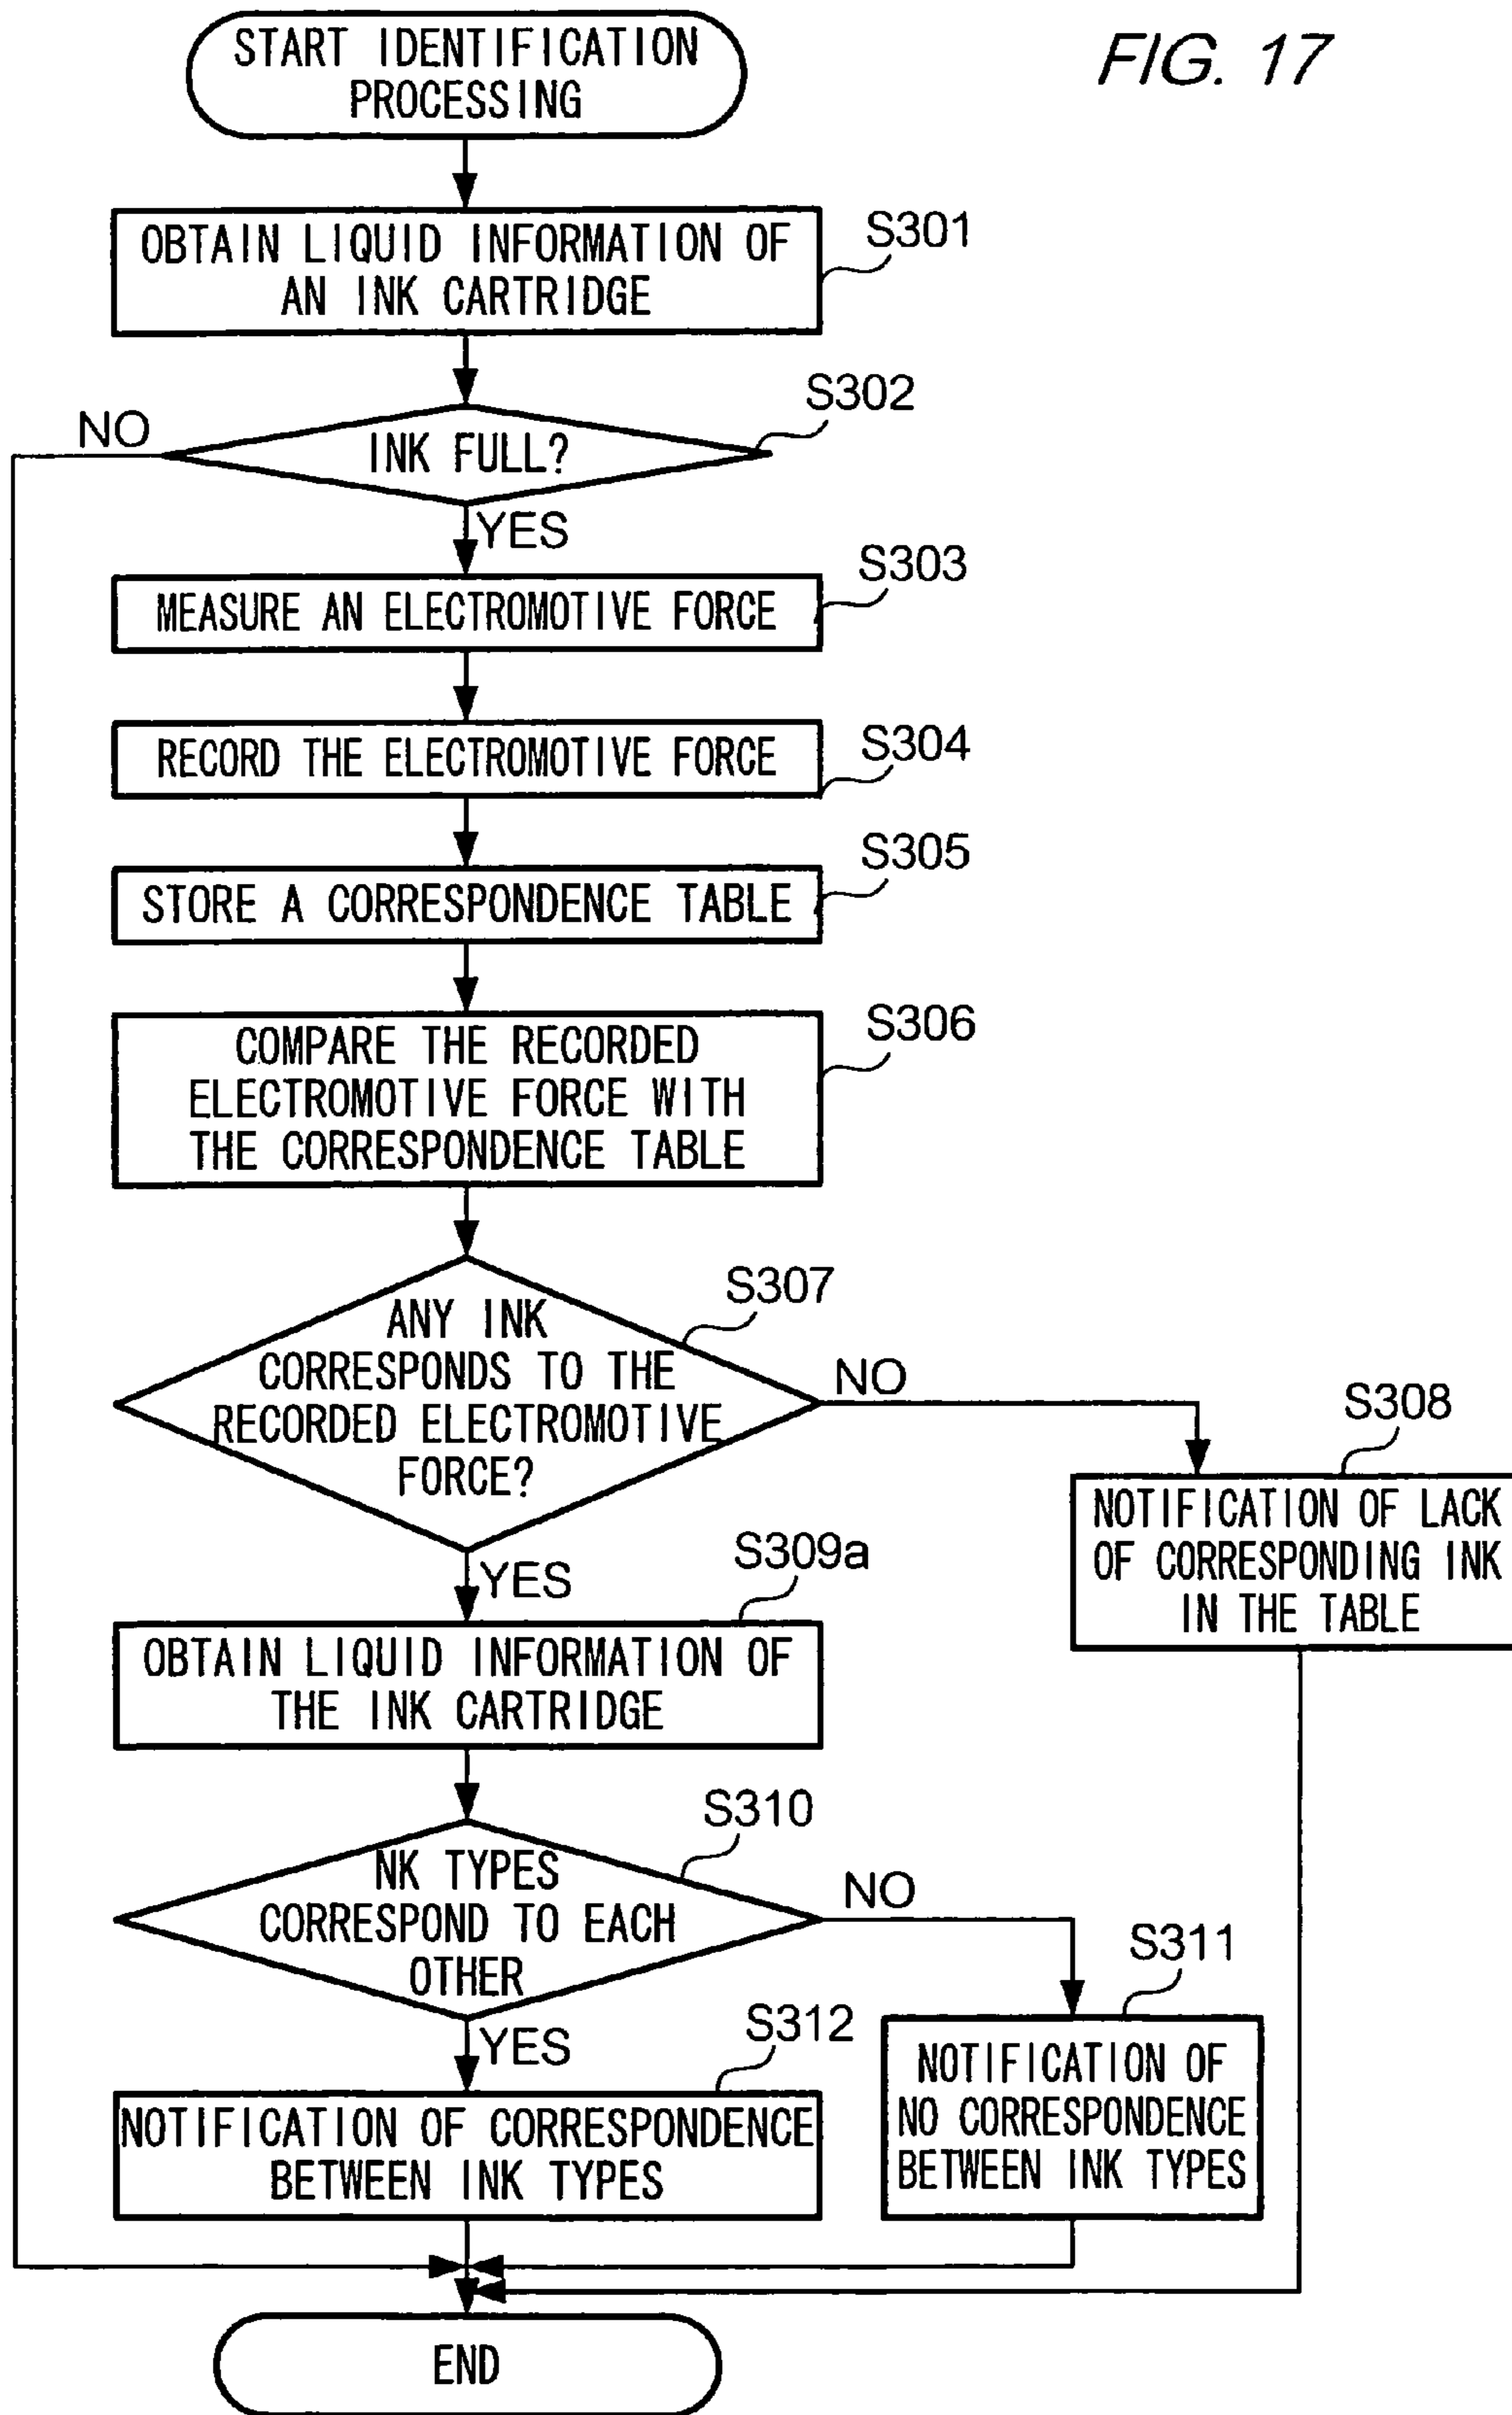 FIG. 17
START IDENTIFICATION
PROCESSING
S301
OBTAIN LIQUID INFORMATION OF
AN INK CARTRIDGE
S302
NO
INK FULL?
YES
S303
MEASURE AN ELECTROMOTIVE FORCE
S304
RECORD THE ELECTROMOTIVE FORCE
S305
STORE A CORRESPONDENCE TABLE
S306
COMPARE THE RECORDED
ELECTROMOTIVE FORCE WITH
THE CORRESPONDENCE TABLE
S307
ANY INK
CORRESPONDS TO THE
RECORDED ELECTROMOTIVE
FORCE?
NO
S308
NOTIFICATION OF LACK
OF CORRESPONDING INK
IN THE TABLE
YES
S309a
OBTAIN LIQUID INFORMATION OF
THE INK CARTRIDGE
S310
NK TYPES
CORRESPOND TO EACH
OTHER
NO
S311
NOTIFICATION OF
NO CORRESPONDENCE
BETWEEN INK TYPES
YES
S312
NOTIFICATION OF CORRESPONDENCE
BETWEEN INK TYPES
END